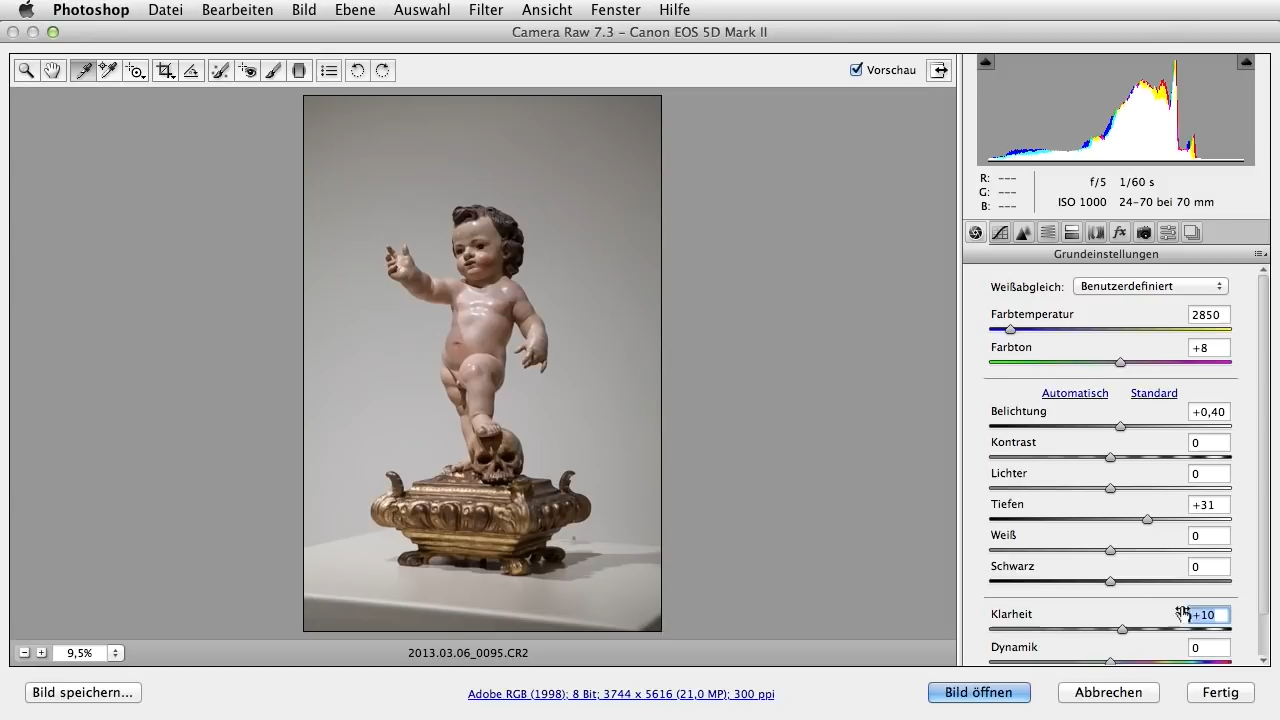 Photoshop Datei Bearbeiten Bild Ebene Auswahl Filter Ansicht Fenster Hilfe
Camera Raw 7.3 – Canon EOS 5D Mark II
Vorschau
R: ---
G: ---
B: ---
f/5 1/60 s
ISO 1000 24-70 bei 70 mm
fx
Grundeinstellungen
Weißabgleich: Benutzerdefiniert
Farbtemperatur 2850
Farbton +8
Automatisch Standard
Belichtung +0,40
Kontrast 0
Lichter 0
Tiefen +31
Weiß 0
Schwarz 0
Klarheit +10
Dynamik 0
9,5%
2013.03.06_0095.CR2
Bild speichern...
Adobe RGB (1998); 8 Bit; 3744 x 5616 (21,0 MP); 300 ppi
Bild öffnen
Abbrechen
Fertig